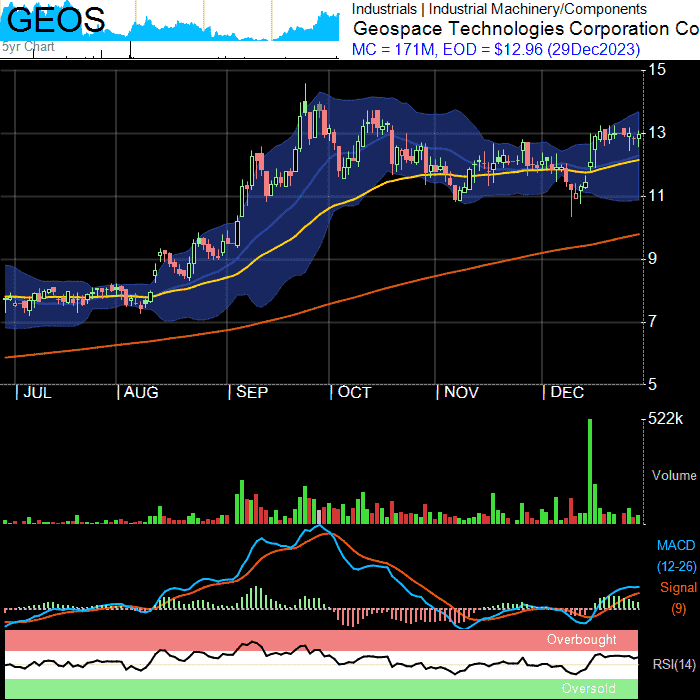 GEOS
5yr Chart
Industrials | Industrial Machinery/Components
Geospace Technologies Corporation Co
MC = 171M, EOD = $12.96 (29Dec2023)
15
13
11
9
7
5
JUL
AUG
SEP
OCT
NOV
DEC
522k
Volume
MACD
(12-26)
Signal
(9)
Overbought
RSI(14)
Oversold